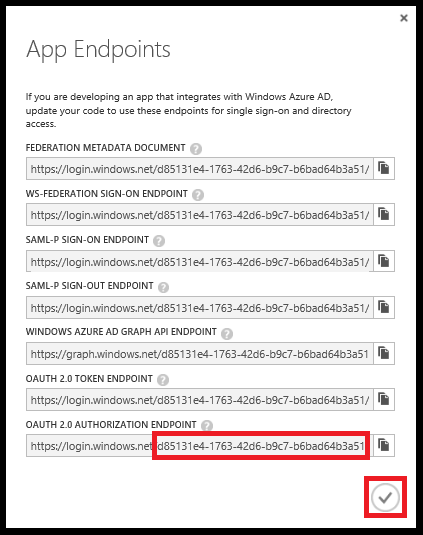 App Endpoints
If you are developing an app that integrates with Windows Azure AD,
update your code to use these endpoints for single sign-on and directory
access.
FEDERATION METADATA DOCUMENT ?
https://login.windows.net/d85131e4-1763-42d6-b9c7-b6bad64b3a51/
WS-FEDERATION SIGN-ON ENDPOINT ?
https://login.windows.net/d85131e4-1763-42d6-b9c7-b6bad64b3a51/
SAML-P SIGN-ON ENDPOINT ?
https://login.windows.net/d85131e4-1763-42d6-b9c7-b6bad64b3a51/
SAML-P SIGN-OUT ENDPOINT ?
https://login.windows.net/d85131e4-1763-42d6-b9c7-b6bad64b3a51/
WINDOWS AZURE AD GRAPH API ENDPOINT ?
https://graph.windows.net/d85131e4-1763-42d6-b9c7-b6bad64b3a51
OAUTH 2.0 TOKEN ENDPOINT ?
https://login.windows.net/d85131e4-1763-42d6-b9c7-b6bad64b3a51/
OAUTH 2.0 AUTHORIZATION ENDPOINT ?
https://login.windows.net/d85131e4-1763-42d6-b9c7-b6bad64b3a51